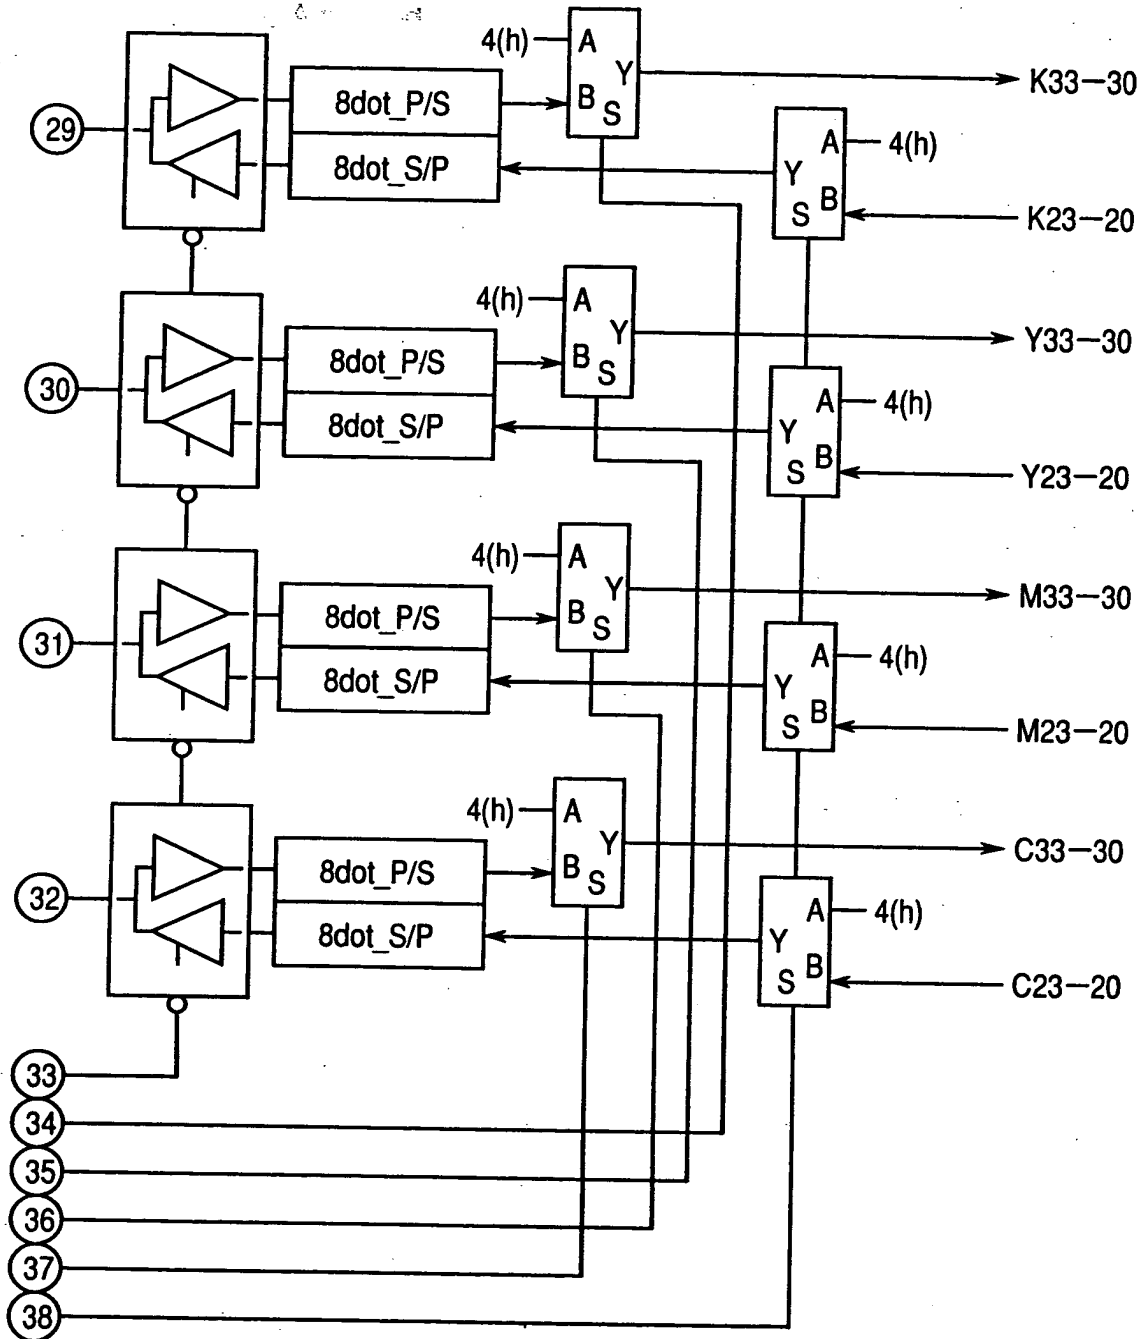 4(h)
A
Y
B
S
K33-30
29
8dot_P/S
8dot_S/P
A
4(h)
Y
B
S
K23-20
4(h)
A
Y
B
S
Y33-30
30
8dot_P/S
8dot_S/P
A
4(h)
Y
B
S
Y23-20
4(h)
A
Y
B
S
M33-30
31
8dot_P/S
8dot_S/P
A
4(h)
Y
B
S
M23-20
4(h)
A
Y
B
S
C33-30
32
8dot_P/S
8dot_S/P
A
4(h)
Y
B
S
C23-20
33
34
35
36
37
38